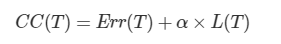 CC(T) = Err(T) + α × L(T)